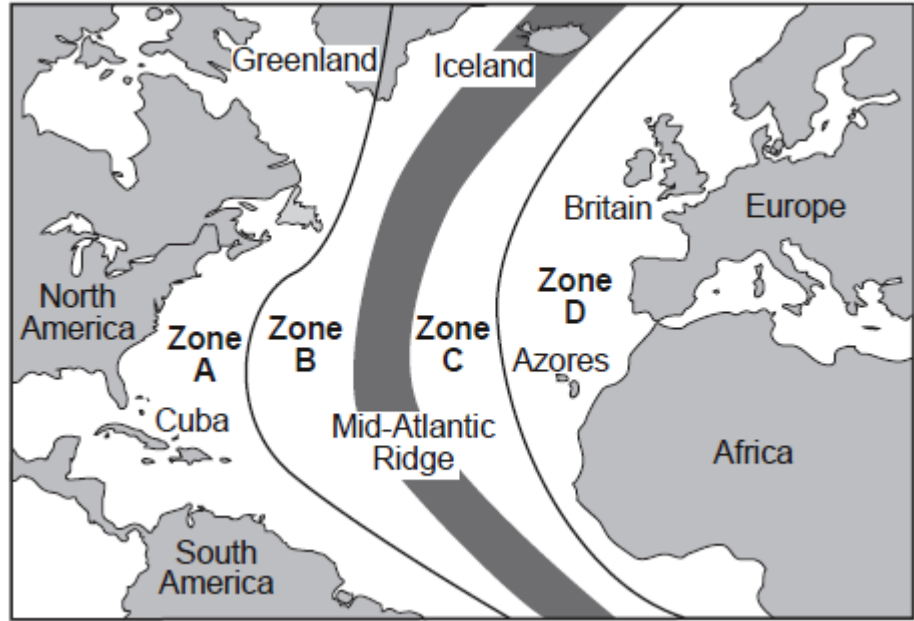 Greenland
Iceland
Britain
Europe
North
America
Zone
A
Zone
B
Zone
C
Zone
D
Azores
Cuba
Mid-Atlantic
Ridge
Africa
South
America